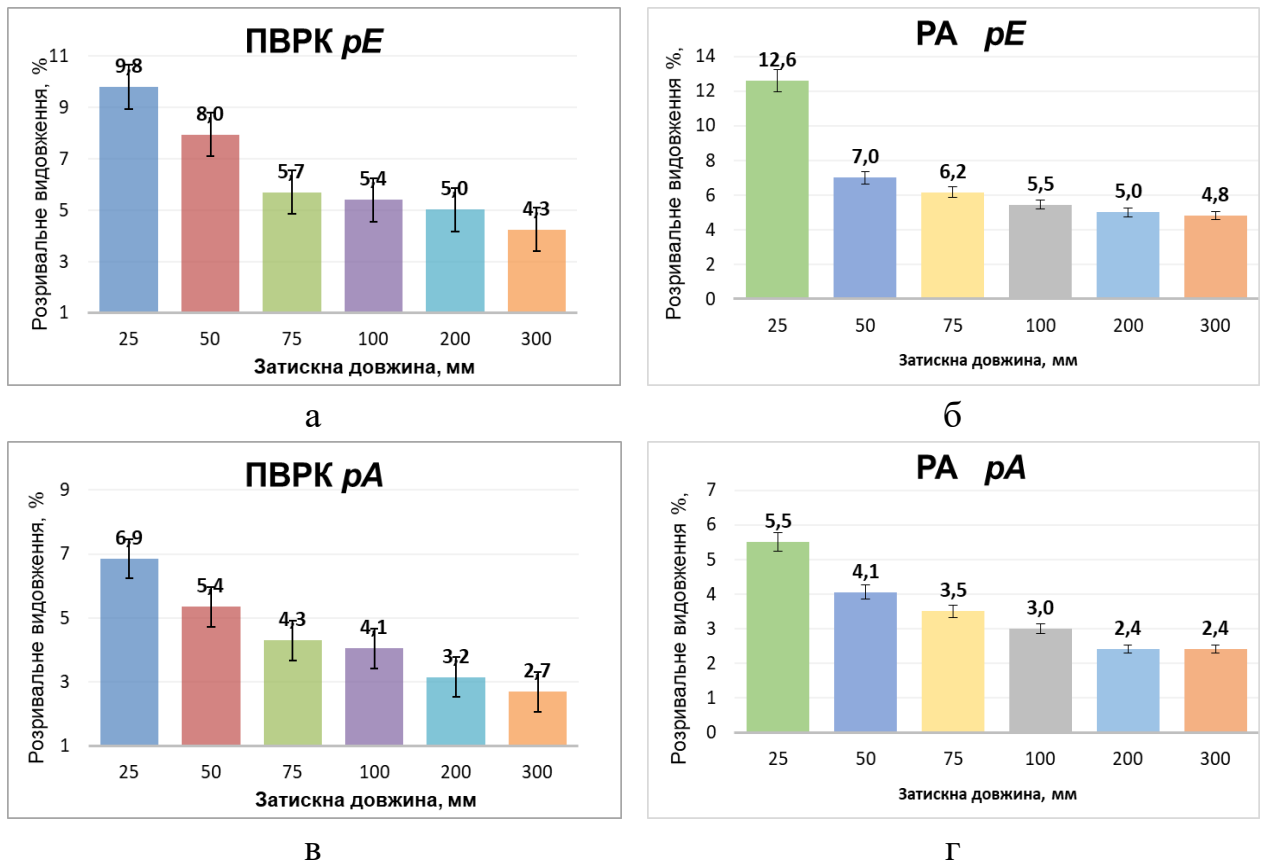 ПВРК pE
Розривальне видовження, %
11
9
7
5
3
1
9,8
8,0
5,7
5,4
5,0
4,3
25 50 75 100 200 300
Затискна довжина, мм
а
РА pE
Розривальне видовження %,
14
12
10
8
6
4
2
0
12,6
7,0
6,2
5,5
5,0
4,8
25 50 75 100 200 300
Затискна довжина, мм
б
ПВРК pA
Розривальне видовження, %
9
7
5
3
1
6,9
5,4
4,3
4,1
3,2
2,7
25 50 75 100 200 300
Затискна довжина, мм
в
РА pA
Розривальне видовження %,
7
6
5
4
3
2
1
0
5,5
4,1
3,5
3,0
2,4
2,4
25 50 75 100 200 300
Затискна довжина, мм
г